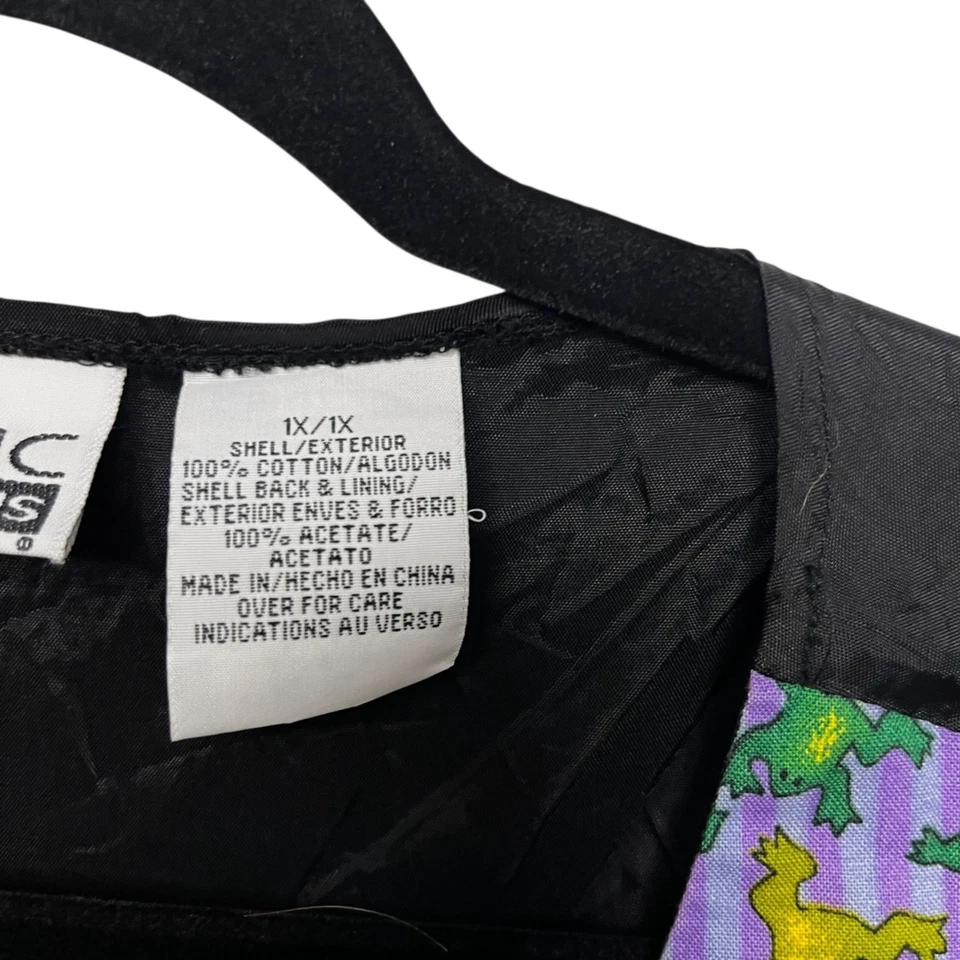 1X/1X
SHELL/EXTERIOR
100% COTTON/ALGODON
SHELL BACK & LINING/
EXTERIOR ENVES & FORRO
100% ACETATE/
ACETATO
MADE IN/HECHO EN CHINA
OVER FOR CARE
INDICATIONS AU VERSO